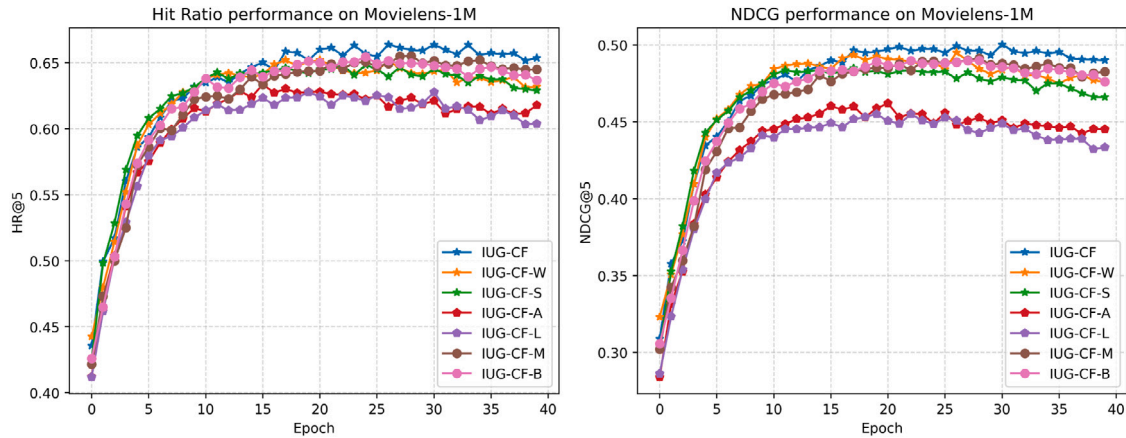 Hit Ratio performance on Movielens-1M
HR@5
0.65
0.60
0.55
0.50
0.45
0.40
0
5
10
15
20
25
30
35
40
Epoch
IUG-CF
IUG-CF-W
IUG-CF-S
IUG-CF-A
IUG-CF-L
IUG-CF-M
IUG-CF-B
NDCG performance on Movielens-1M
NDCG@5
0.50
0.45
0.40
0.35
0.30
0
5
10
15
20
25
30
35
40
Epoch
IUG-CF
IUG-CF-W
IUG-CF-S
IUG-CF-A
IUG-CF-L
IUG-CF-M
IUG-CF-B